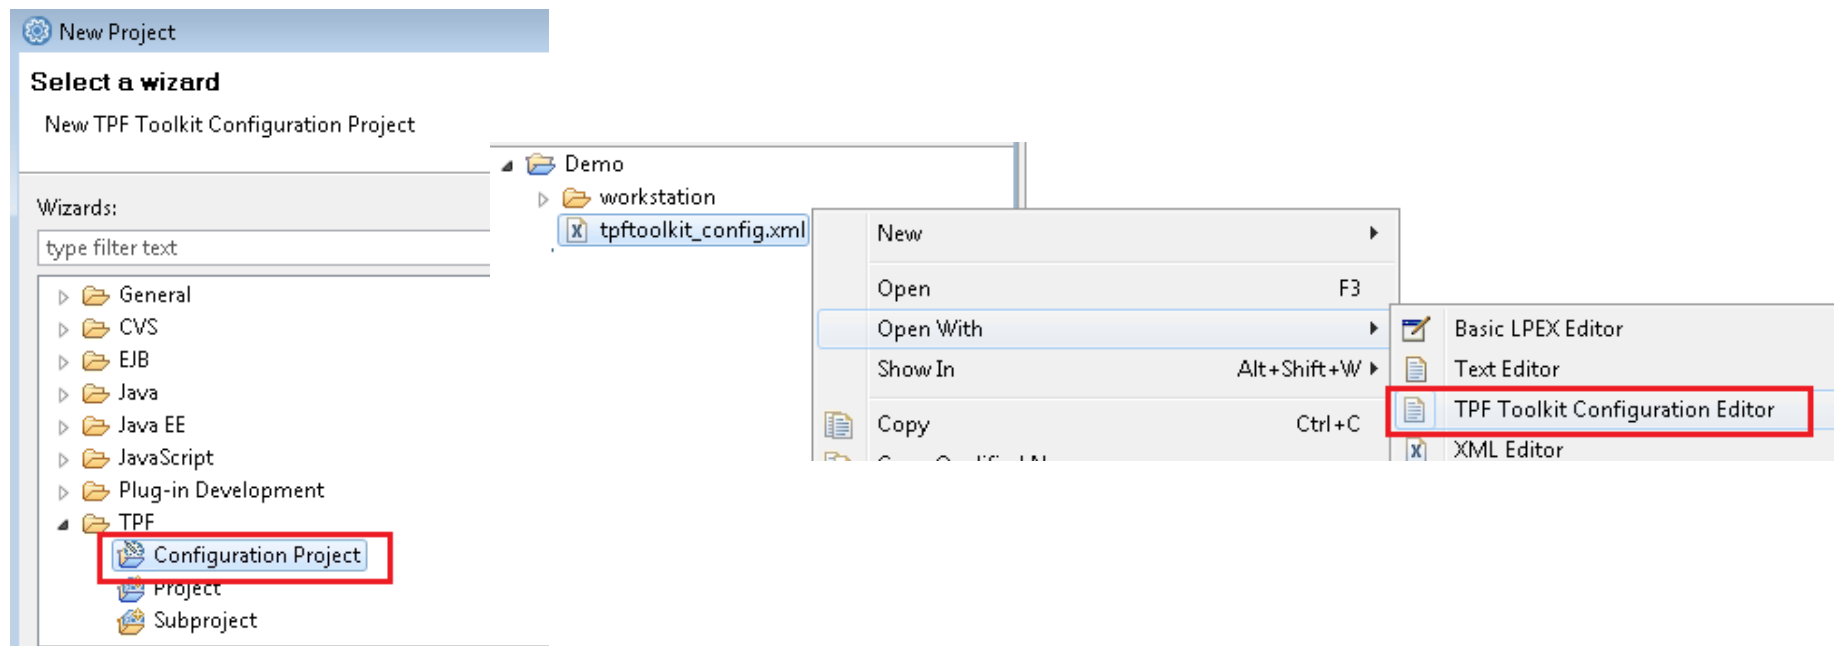 New Project
Select a wizard
New TPF Toolkit Configuration Project
Wizards:
type filter text
General
CVS
EJB
Java
Java EE
JavaScript
Plug-in Development
TPF
Configuration Project
Project
Subproject
Demo
workstation
tpftoolkit_config.xml
New
Open F3
Open With
Show In Alt+Shift+W
Copy Ctrl+C
Basic LPEX Editor
Text Editor
TPF Toolkit Configuration Editor
XML Editor